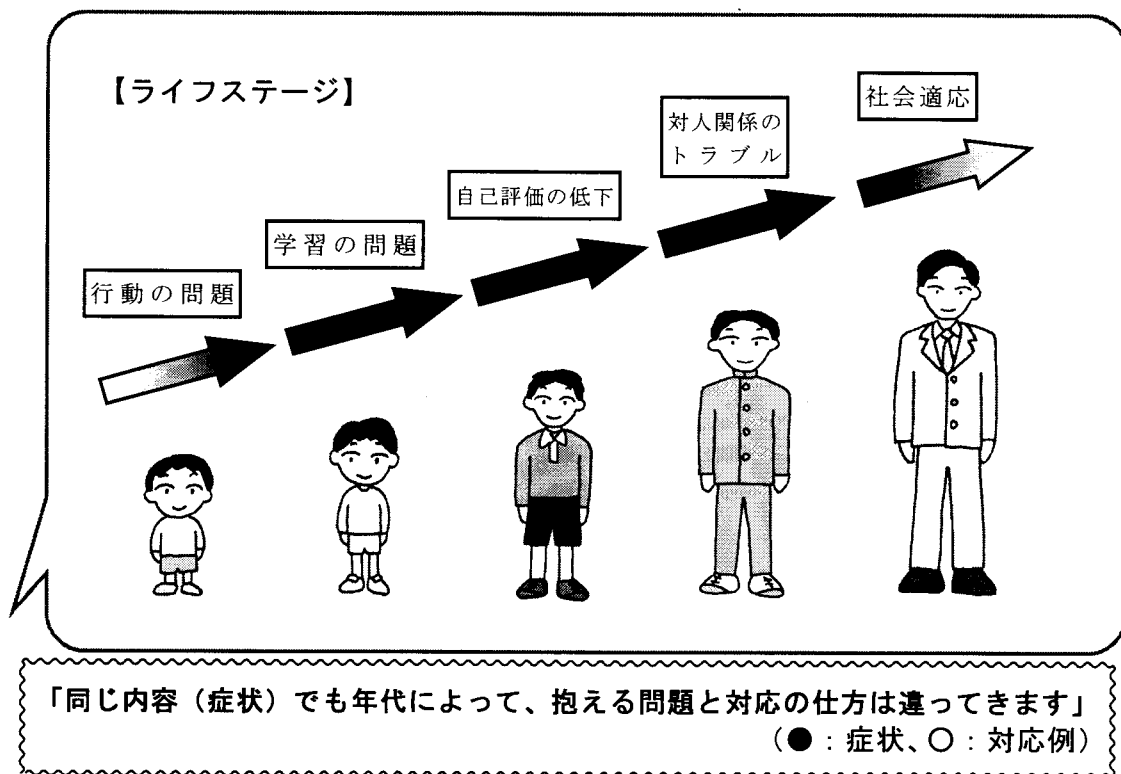 【ライフステージ】
行動の問題
学習の問題
自己評価の低下
対人関係の
トラブル
社会適応
「同じ内容（症状）でも年代によって、抱える問題と対応の仕方は違ってきます」
（●：症状、○：対応例）